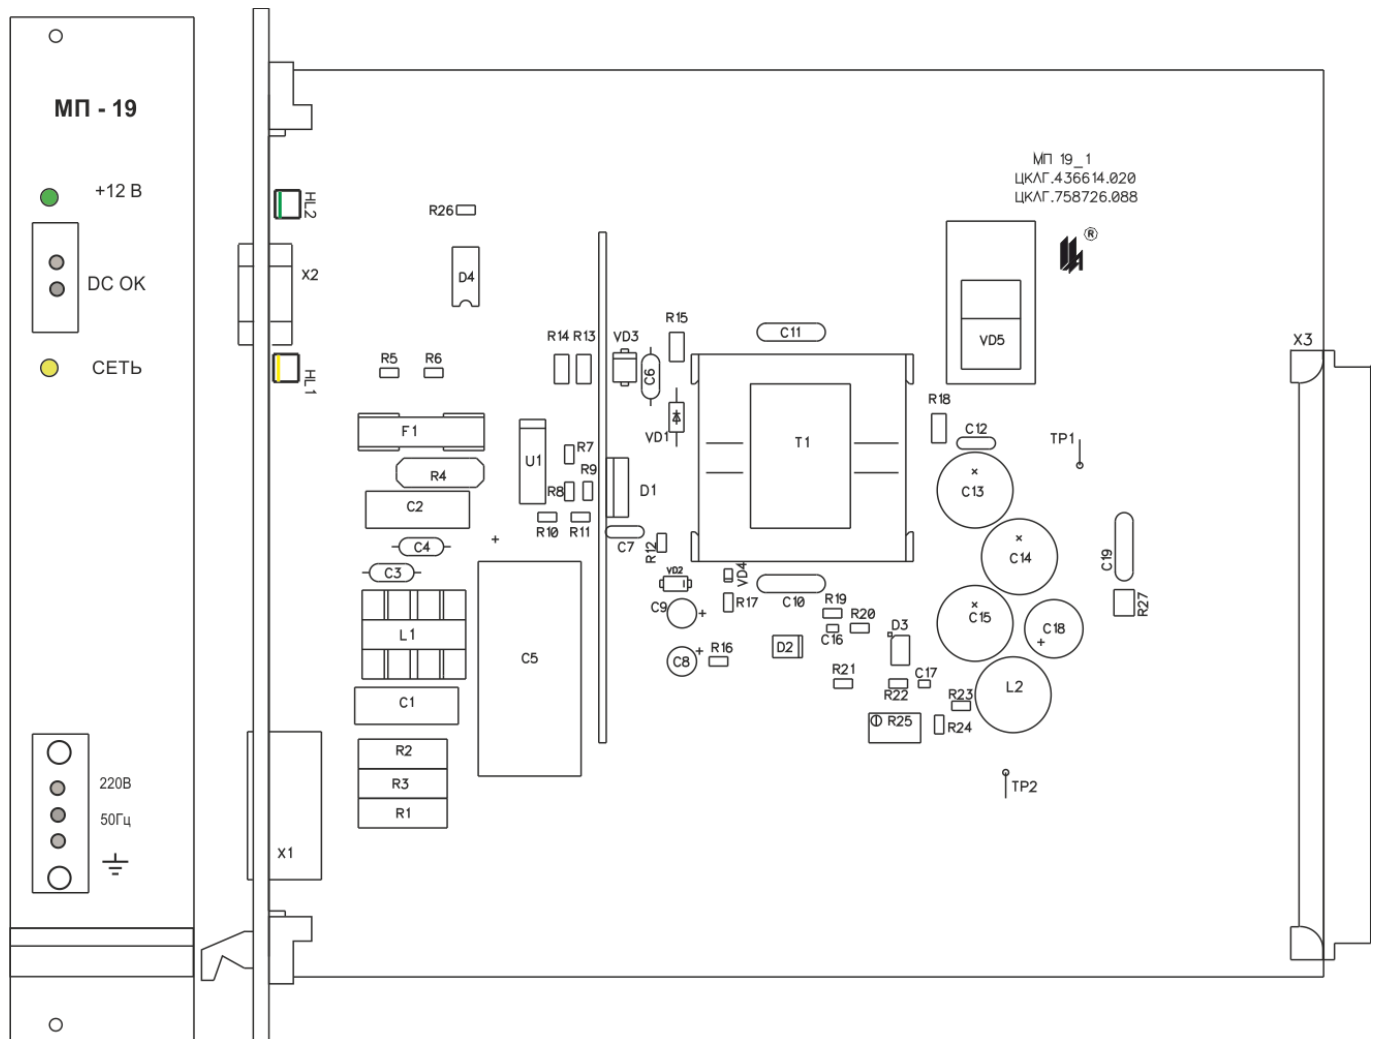 МП - 19
+12 В
DC OK
СЕТЬ
220В
50Гц
HL2
X2
HL1
X1
МП 19_1
ЦКЛГ.436614.020
ЦКЛГ.758726.088
®
R26
D4
R5
R6
R14
R13
VD3
R15
C11
C6
VD1
VD5
X3
F1
U1
R7
R9
R8
R4
C2
R10
R11
D1
C7
R12
T1
R18
C12
TP1
C13
C14
C19
C4
+
C3
VD2
VD4
R17
C10
C9
+
R19
R20
C16
D3
C15
C18
+
R27
L1
C5
C8
+
R16
D2
R21
R22
C17
L2
C1
R23
R25
R24
R2
R3
R1
TP2